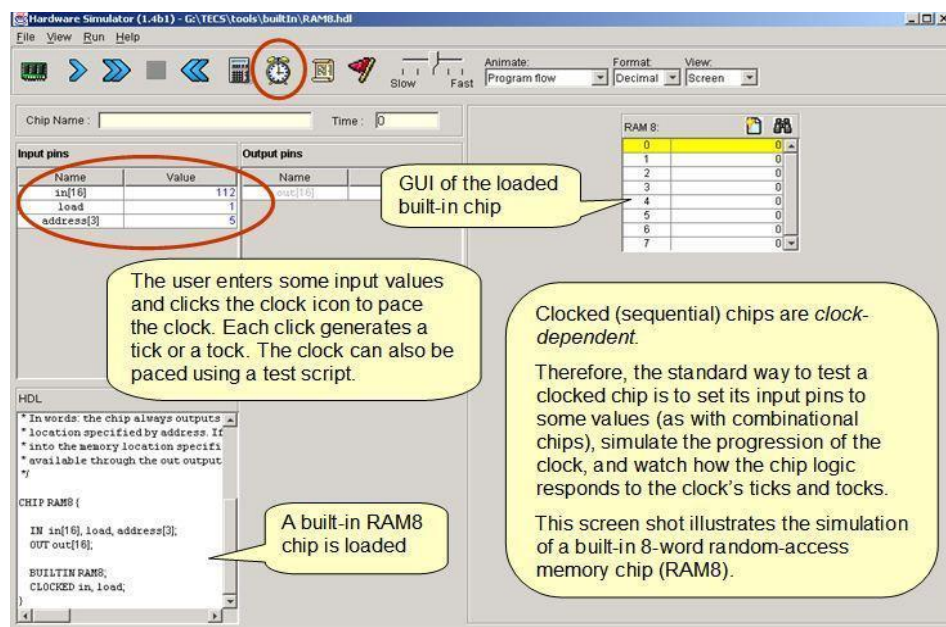 Hardware Simulator (1.4b1) - G:\TECS\tools\builtIn\RAM8.hdl
File View Run Help
Slow Fast
Animate:
Program flow
Format:
Decimal
View:
Screen
Chip Name :
Time : 0
Input pins
Name Value
in[16] 112
load 1
address[3] 5
Output pins
Name
out[16]
GUI of the loaded
built-in chip
RAM 8:
0 0
1 0
2 0
3 0
4 0
5 0
6 0
7 0
The user enters some input values
and clicks the clock icon to pace
the clock. Each click generates a
tick or a tock. The clock can also be
paced using a test script.
Clocked (sequential) chips are clock-
dependent.
Therefore, the standard way to test a
clocked chip is to set its input pins to
some values (as with combinational
chips), simulate the progression of the
clock, and watch how the chip logic
responds to the clock's ticks and tocks.
This screen shot illustrates the simulation
of a built-in 8-word random-access
memory chip (RAM8).
HDL
* In words: the chip always outputs
* location specified by address. If
* into the memory location specifi
* available through the out output
*/
CHIP RAM8 {
IN in[16], load, address[3];
OUT out[16];
BUILTIN RAM8;
CLOCKED in, load;
}
A built-in RAM8
chip is loaded